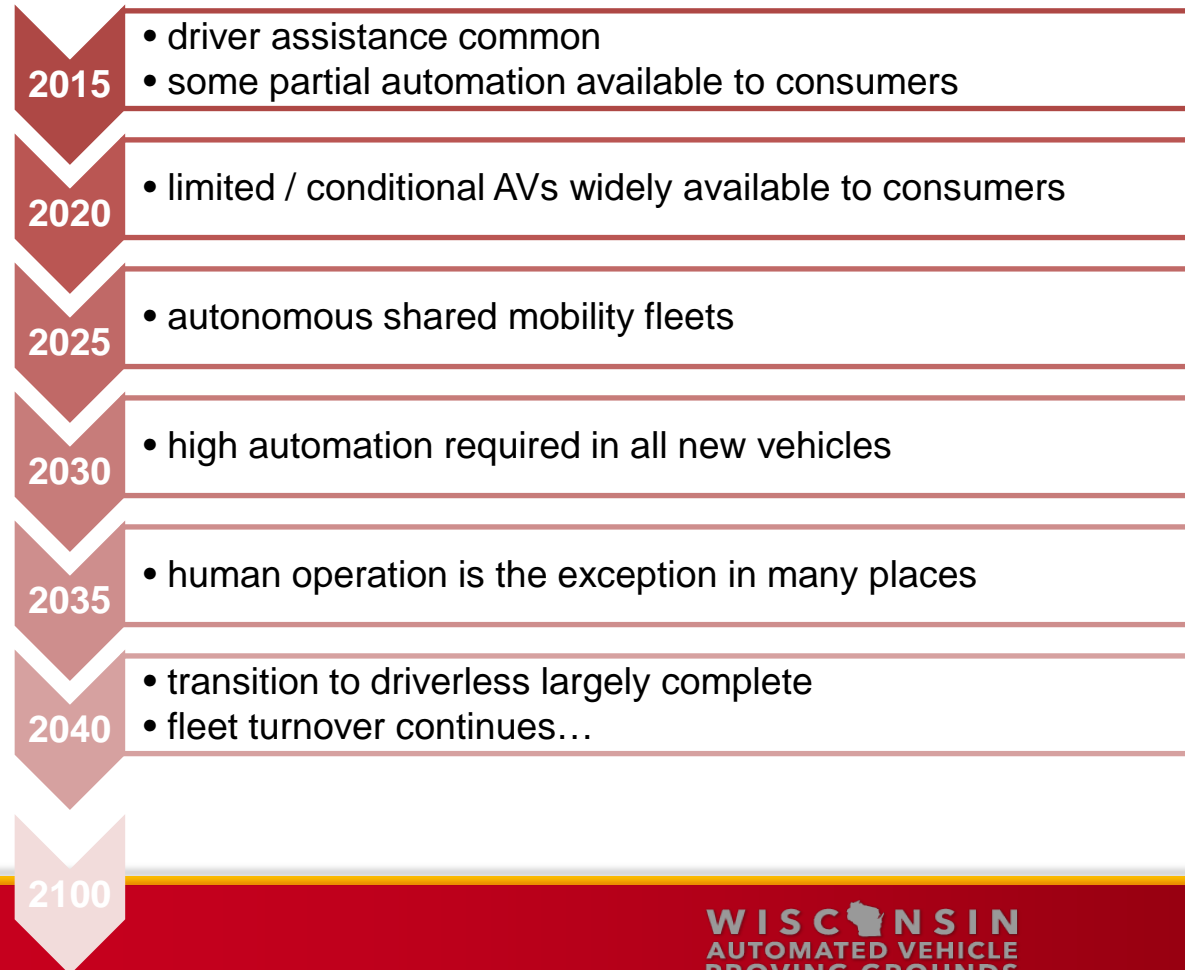 2015
• driver assistance common
• some partial automation available to consumers
2020
• limited / conditional AVs widely available to consumers
2025
• autonomous shared mobility fleets
2030
• high automation required in all new vehicles
2035
• human operation is the exception in many places
2040
• transition to driverless largely complete
• fleet turnover continues…
2100
WISCONSIN
AUTOMATED VEHICLE
PROVING GROUNDS